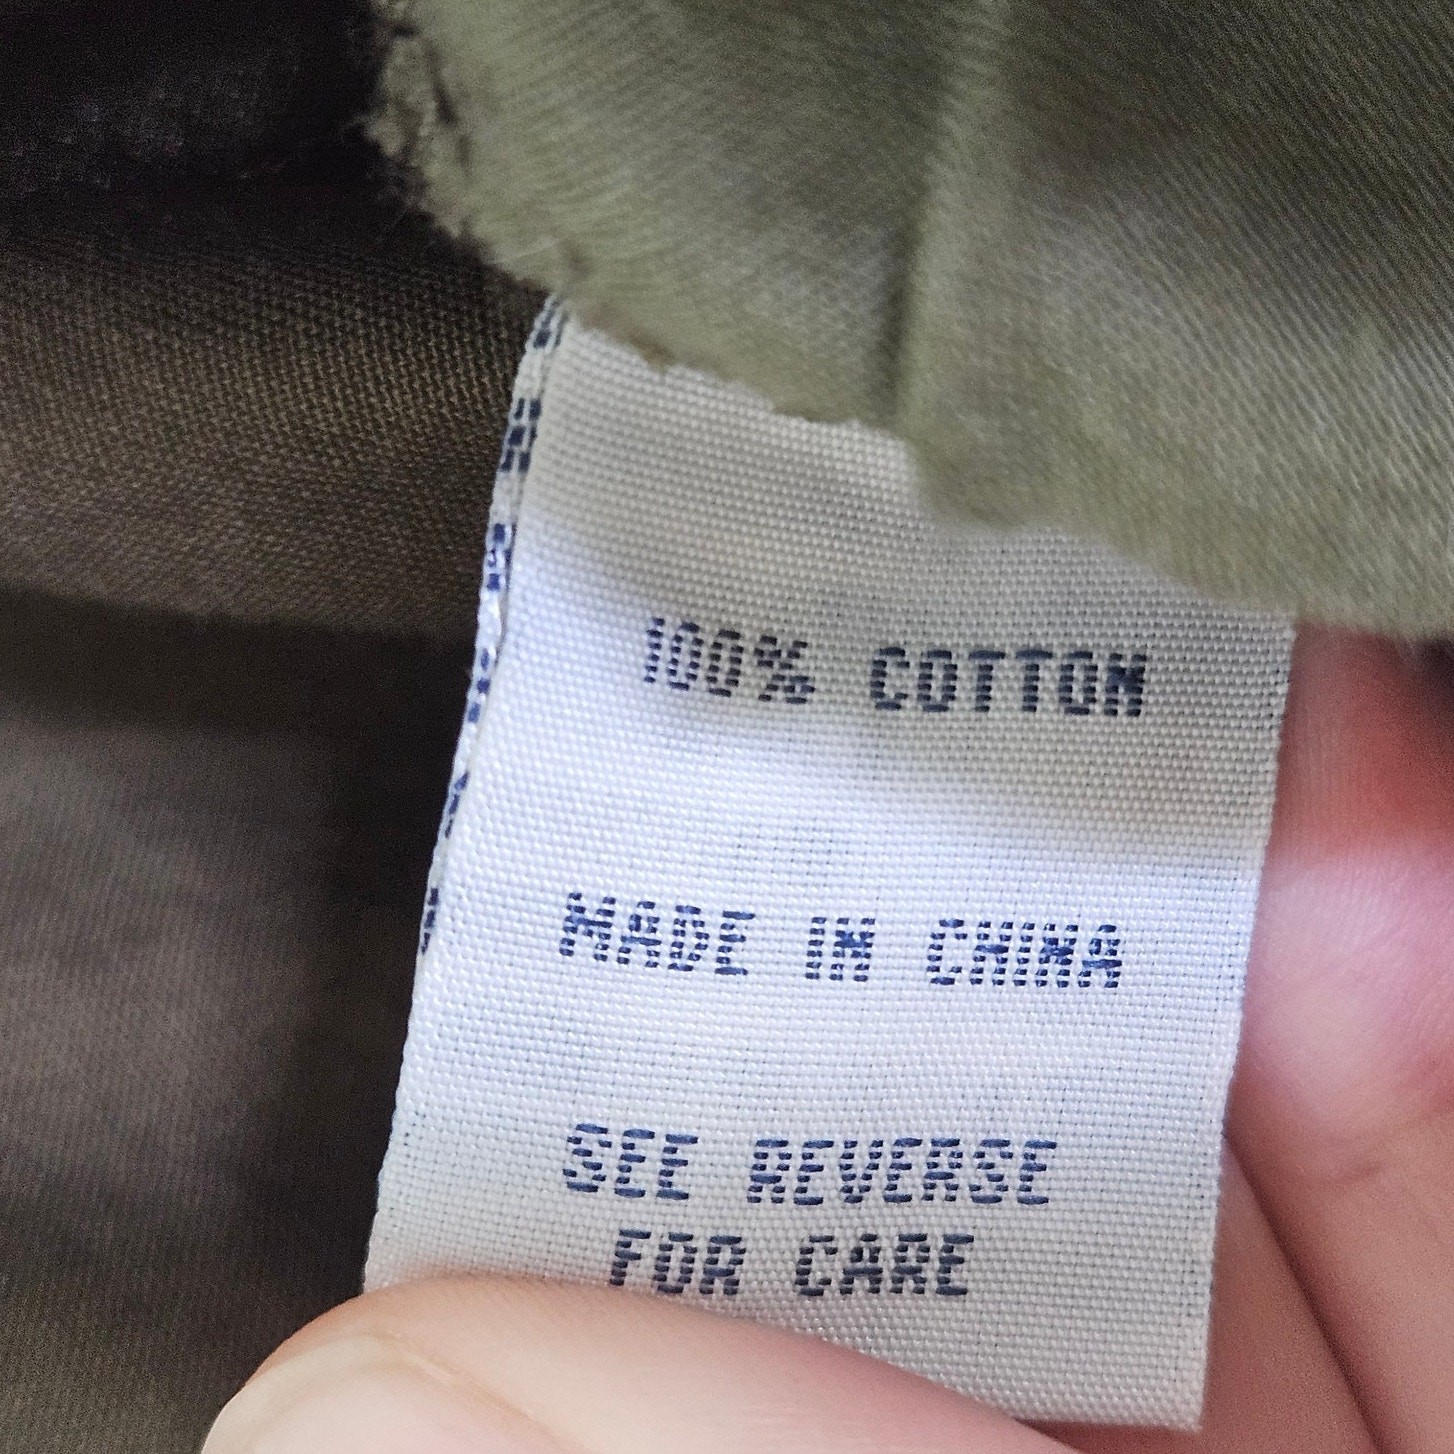 100% COTTON
MADE IN CHINA
SEE REVERSE
FOR CARE